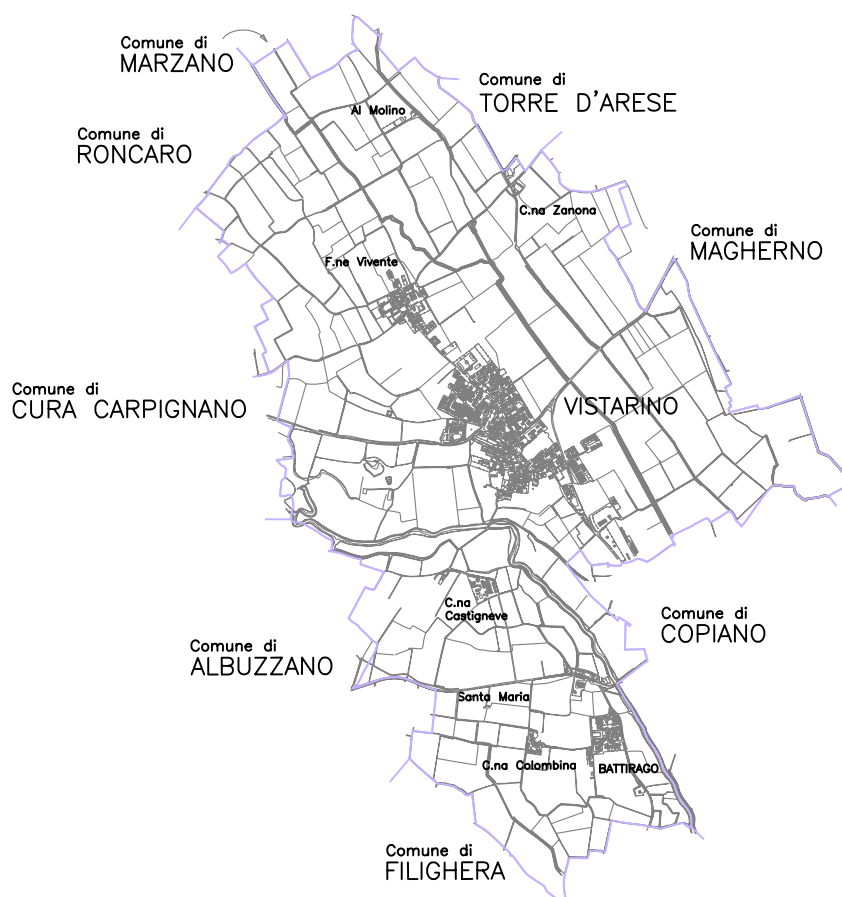 Comune di
MARZANO
Comune di
TORRE D'ARESE
Al Molino
Comune di
RONCARO
C.na Zanona
Comune di
MAGHERNO
F.ne Vivente
Comune di
CURA CARPIGNANO
VISTARINO
C.na
Castigneve
Comune di
COPIANO
Comune di
ALBUZZANO
Santa Maria
C.na Colombina
BATTIRAGO
Comune di
FILIGHERA